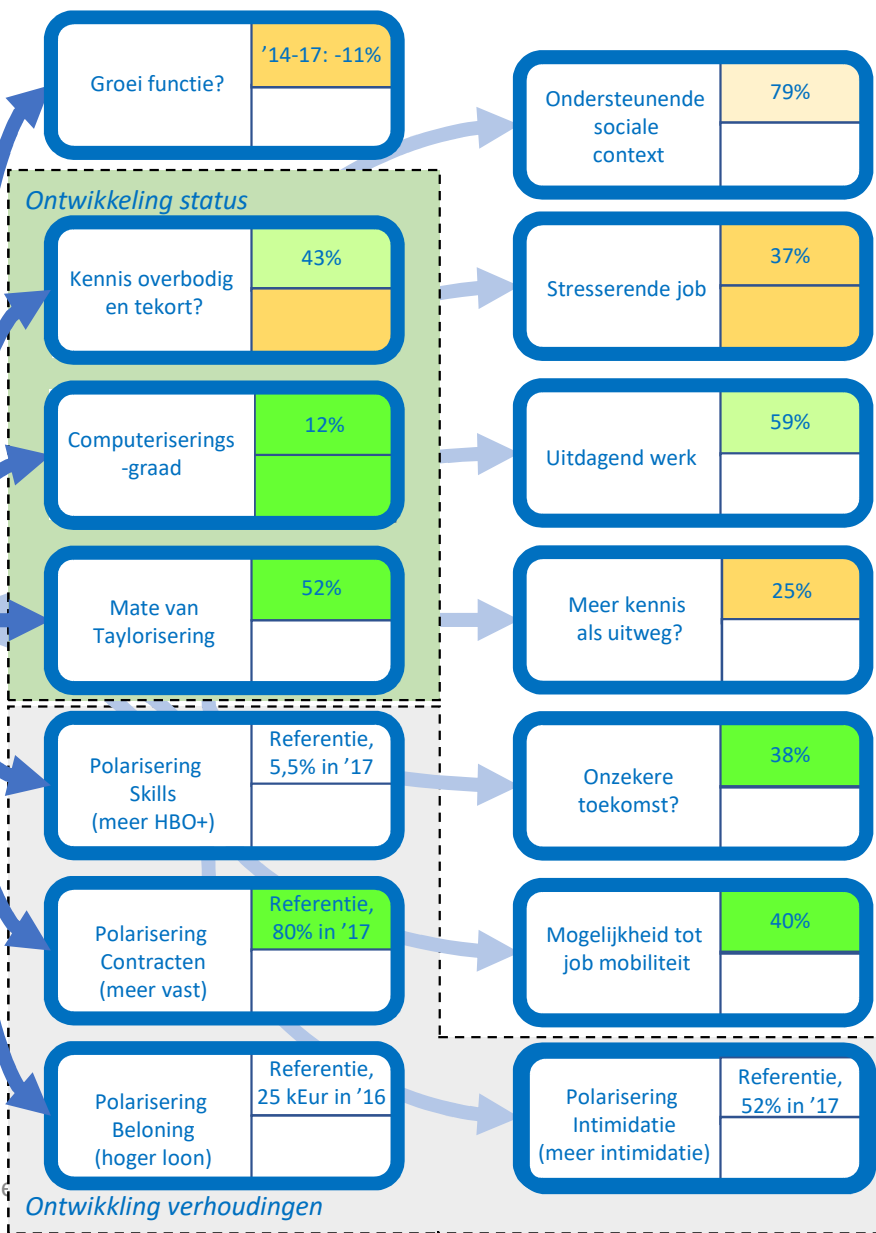 Groei functie?
’14-17: -11%
Ontwikkeling status
Kennis overbodig
en tekort?
43%
Computeriserings
-graad
12%
Mate van
Taylorisering
52%
Polarisering
Skills
(meer HBO+)
Referentie,
5,5% in ’17
Polarisering
Contracten
(meer vast)
Referentie,
80% in ’17
Polarisering
Beloning
(hoger loon)
Referentie,
25 kEur in ’16
Ontwikkling verhoudingen
Ondersteunende
sociale
context
79%
Stresserende job
37%
Uitdagend werk
59%
Meer kennis
als uitweg?
25%
Onzekere
toekomst?
38%
Mogelijkheid tot
job mobiliteit
40%
Polarisering
Intimidatie
(meer intimidatie)
Referentie,
52% in ’17